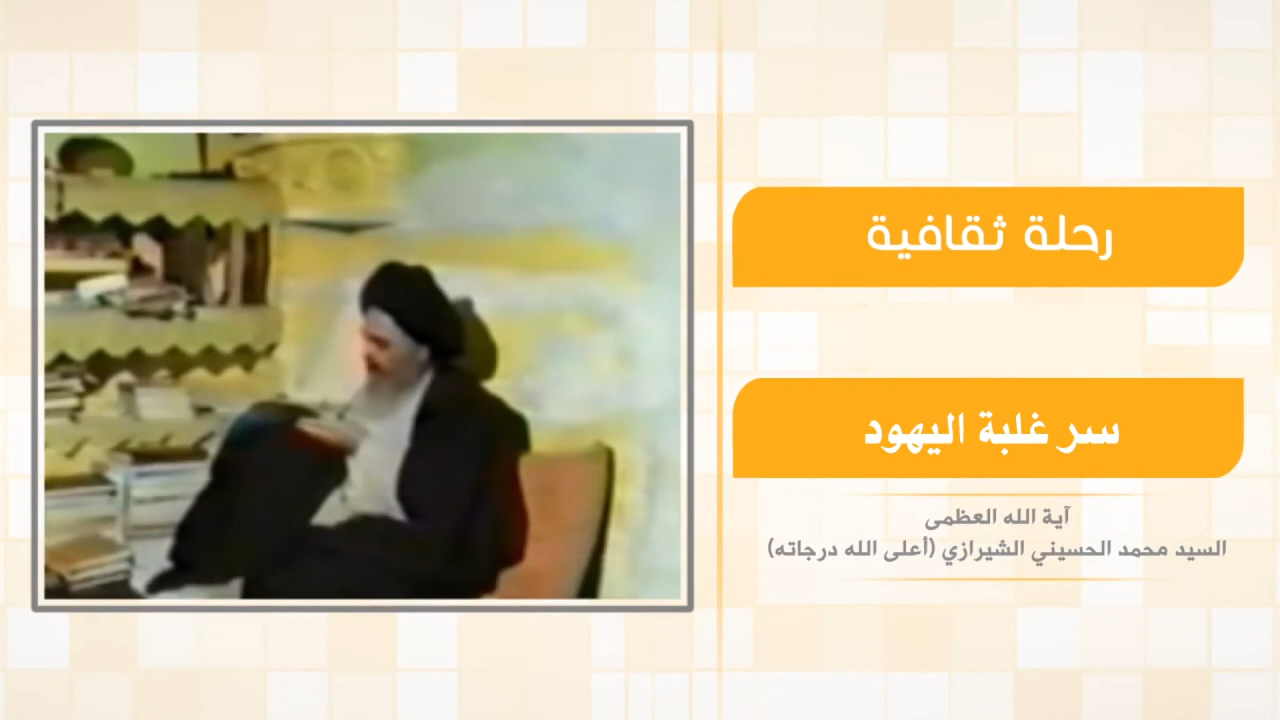 رحلة ثقافية
سر غلبة اليهود
آية الله العظمى
السيد محمد الحسيني الشيرازي (أعلى الله درجاته)